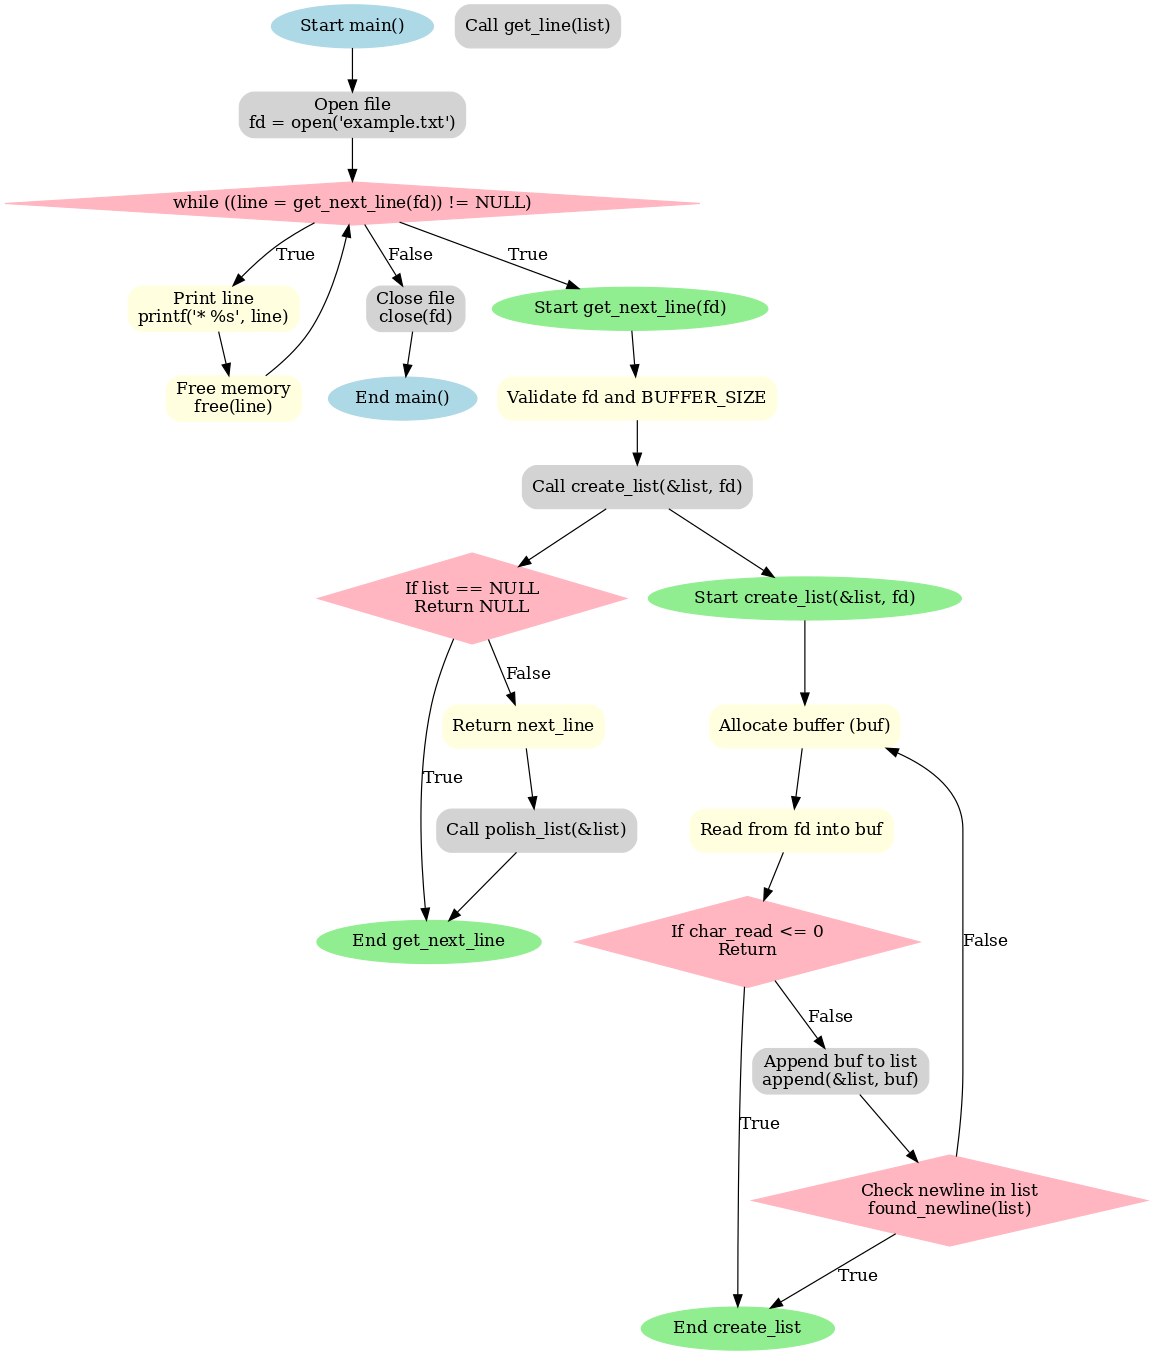 Start main()
Call get_line(list)
Open file
fd = open('example.txt')
while ((line = get_next_line(fd)) != NULL)
True
False
True
Print line
printf('* %s', line)
Close file
close(fd)
Start get_next_line(fd)
Free memory
free(line)
End main()
Validate fd and BUFFER_SIZE
Call create_list(&list, fd)
If list == NULL
Return NULL
Start create_list(&list, fd)
False
Return next_line
Allocate buffer (buf)
True
Call polish_list(&list)
Read from fd into buf
End get_next_line
If char_read <= 0
Return
False
False
Append buf to list
append(&list, buf)
True
Check newline in list
found_newline(list)
True
End create_list